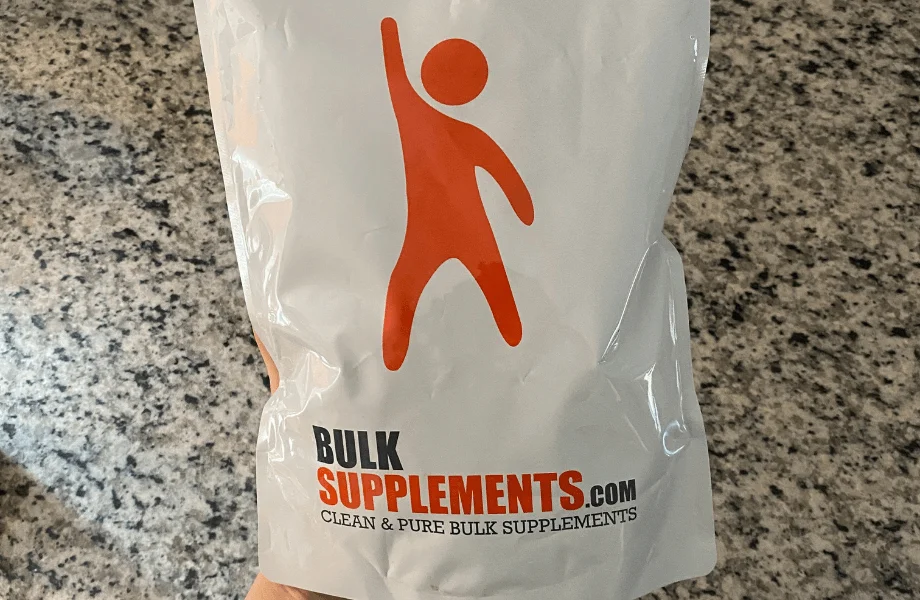 BULK
SUPPLEMENTS.COM
CLEAN & PURE BULK SUPPLEMENTS